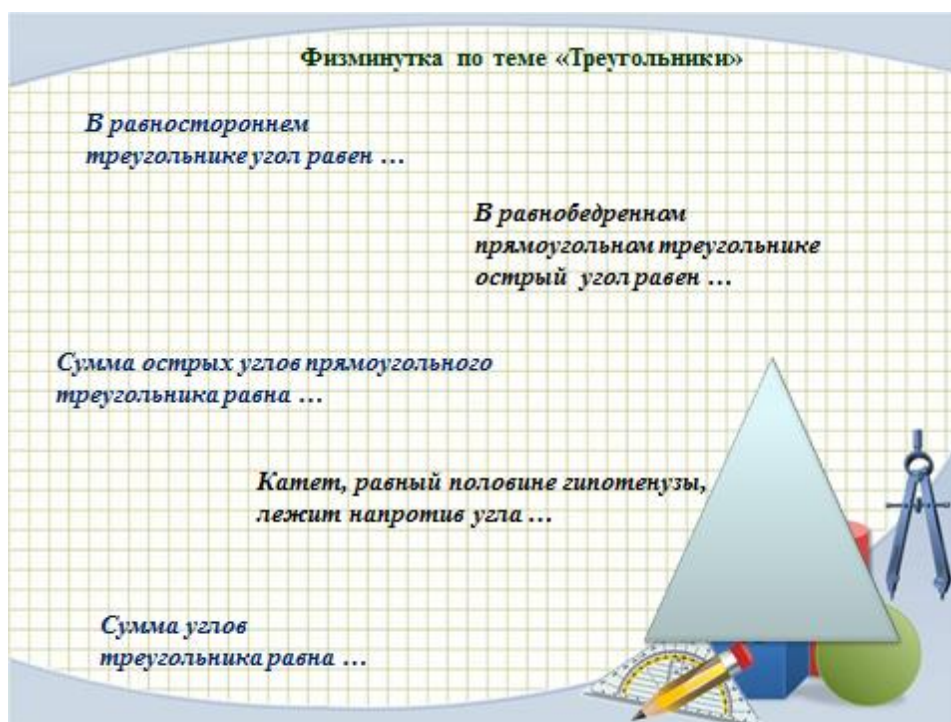 Физминутка по теме «Треугольники»
В равностороннем
треугольнике угол равен ...
В равнобедренном
прямоугольном треугольнике
острый угол равен ...
Сумма острых углов прямоугольного
треугольника равна ...
Катет, равный половине гипотенузы,
лежит напротив угла ...
Сумма углов
треугольника равна ...